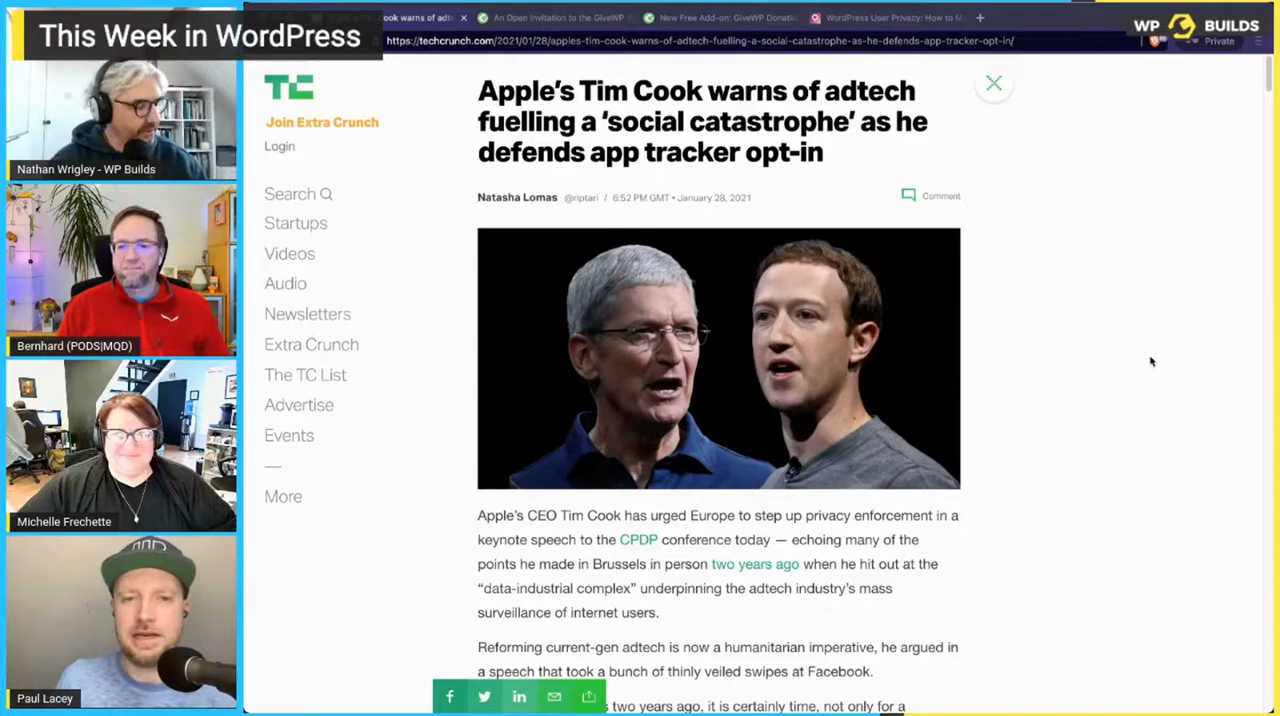 This Week in WordPress
Apple's Tim Cook warns of adt
An Open Invitation to the GiveWP
New Free Add-on: GiveWP Donatio
WordPress User Privacy: How to M
https://techcrunch.com/2021/01/28/apples-tim-cook-warns-of-adtech-fuelling-a-social-catastrophe-as-he-defends-app-tracker-opt-in/
Private
WP BUILDS
Nathan Wrigley - WP Builds
Bernhard (PODS|MQD)
Michelle Frechette
Paul Lacey
TC
Join Extra Crunch
Login
Search
Startups
Videos
Audio
Newsletters
Extra Crunch
The TC List
Advertise
Events
—
More
Apple's Tim Cook warns of adtech
fuelling a 'social catastrophe' as he
defends app tracker opt-in
Natasha Lomas @riptari / 6:52 PM GMT • January 28, 2021
Comment
Apple's CEO Tim Cook has urged Europe to step up privacy enforcement in a
keynote speech to the CPDP conference today — echoing many of the
points he made in Brussels in person two years ago when he hit out at the
“data-industrial complex” underpinning the adtech industry's mass
surveillance of internet users.
Reforming current-gen adtech is now a humanitarian imperative, he argued in
a speech that took a bunch of thinly veiled swipes at Facebook.
two years ago, it is certainly time, not only for a